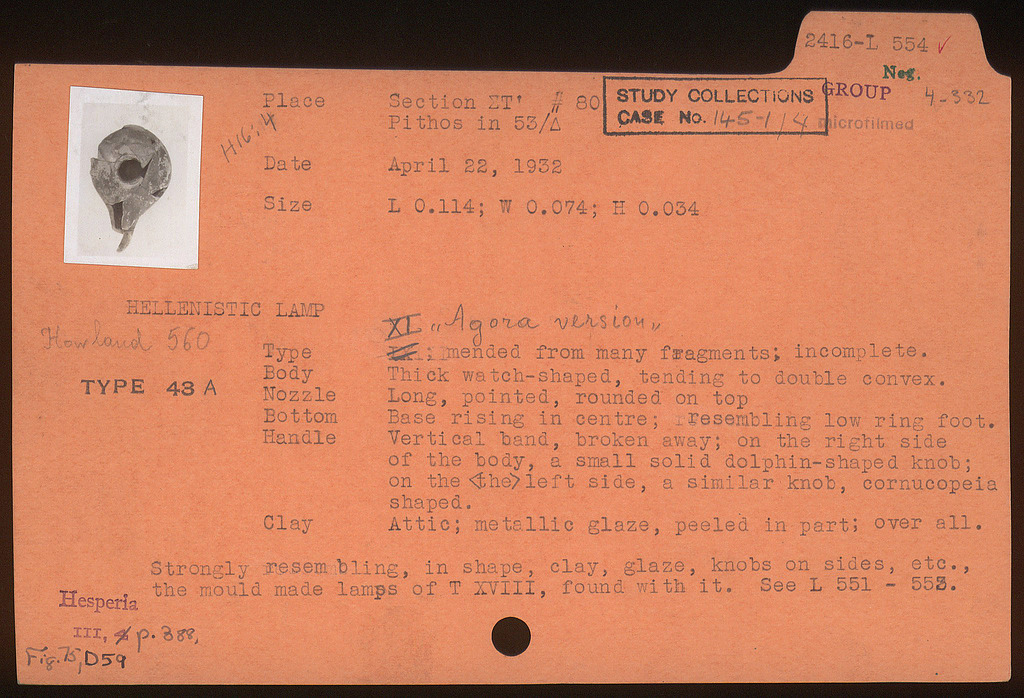 2416-L 554 ✓
Neg.
GROUP 4-332
STUDY COLLECTIONS
CASE No. 145-1/4
microfilmed
H16:4
Place Section ΣΤ' # 80
Pithos in 53/Δ
Date April 22, 1932
Size L 0.114; W 0.074; H 0.034
HELLENISTIC LAMP
Howland 560
TYPE 43 A
XI "Agora version"
Type ; mended from many fragments; incomplete.
Body Thick watch-shaped, tending to double convex.
Nozzle Long, pointed, rounded on top
Bottom Base rising in centre; resembling low ring foot.
Handle Vertical band, broken away; on the right side
of the body, a small solid dolphin-shaped knob;
on the <the> left side, a similar knob, cornucopeia
shaped.
Clay Attic; metallic glaze, peeled in part; over all.
Strongly resembling, in shape, clay, glaze, knobs on sides, etc.,
the mould made lamps of T XVIII, found with it. See L 551 - 553.
Hesperia
III, p. 388,
Fig. 75, D59